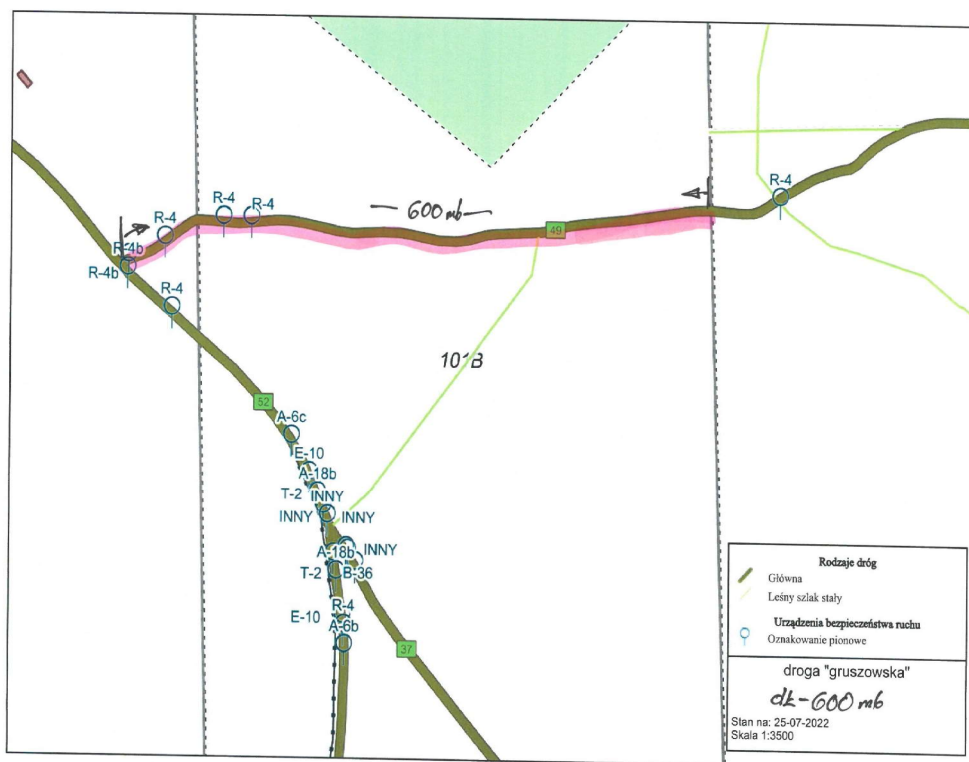 R-4
R-4
R-4
R-4
— 600 mb —
49
R-4b
R-4b
R-4
101B
52
A-6c
E-10
A-18b
T-2
INNY
INNY
INNY
INNY
A-18b
T-2
B-36
R-4
E-10
A-6b
37
Rodzaje dróg
Główna
Leśny szlak stały
Urządzenia bezpieczeństwa ruchu
Oznakowanie pionowe
droga "gruszowska"
dł-600 mb
Stan na: 25-07-2022
Skala 1:3500